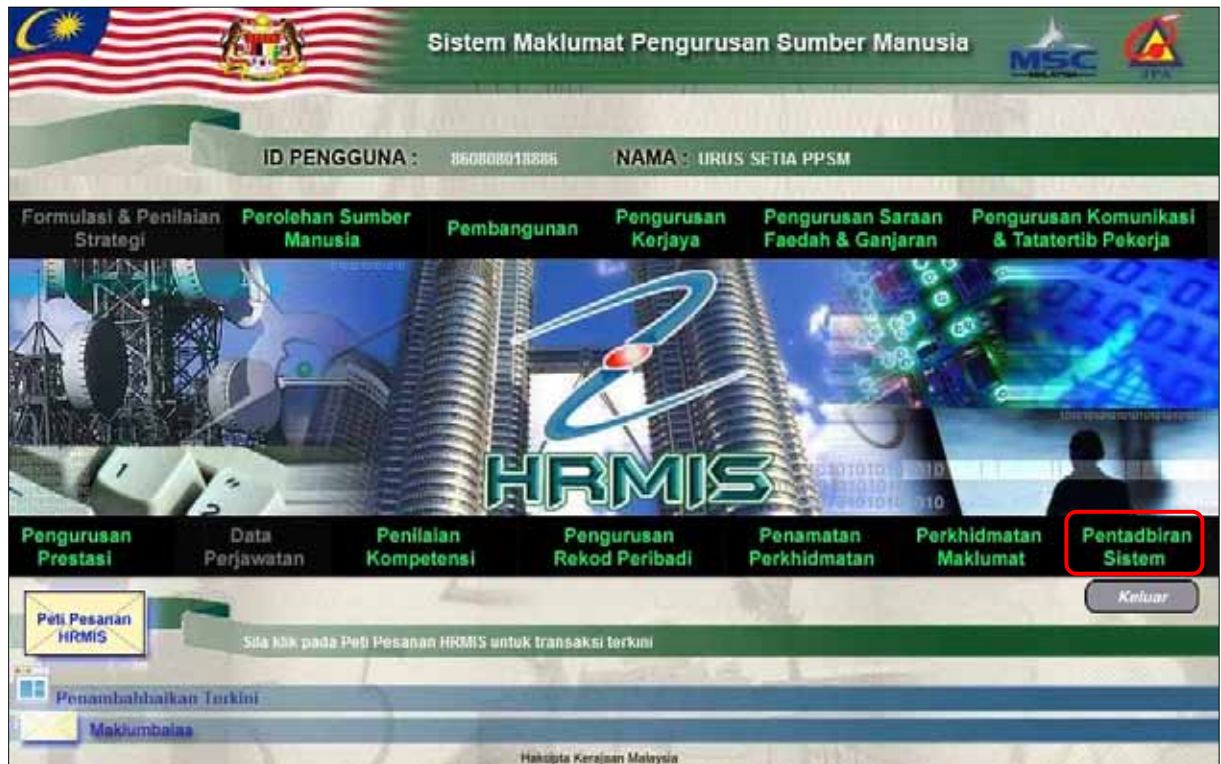 Sistem Maklumat Pengurusan Sumber Manusia
MSC
MALAYSIA
JPA
ID PENGGUNA : 860808018886 NAMA : URUS SETIA PPSM
Formulasi & Penilaian Strategi
Perolehan Sumber Manusia
Pembangunan
Pengurusan Kerjaya
Pengurusan Saraan Faedah & Ganjaran
Pengurusan Komunikasi & Tatatertib Pekerja
HRMIS
Pengurusan Prestasi
Data Perjawatan
Penilaian Kompetensi
Pengurusan Rekod Peribadi
Penamatan Perkhidmatan
Perkhidmatan Maklumat
Pentadbiran Sistem
Keluar
Peti Pesanan
HRMIS
Sila klik pada Peti Pesanan HRMIS untuk transaksi terkini
Penambahbaikan Terkini
Maklumbalas
Hakcipta Kerajaan Malaysia